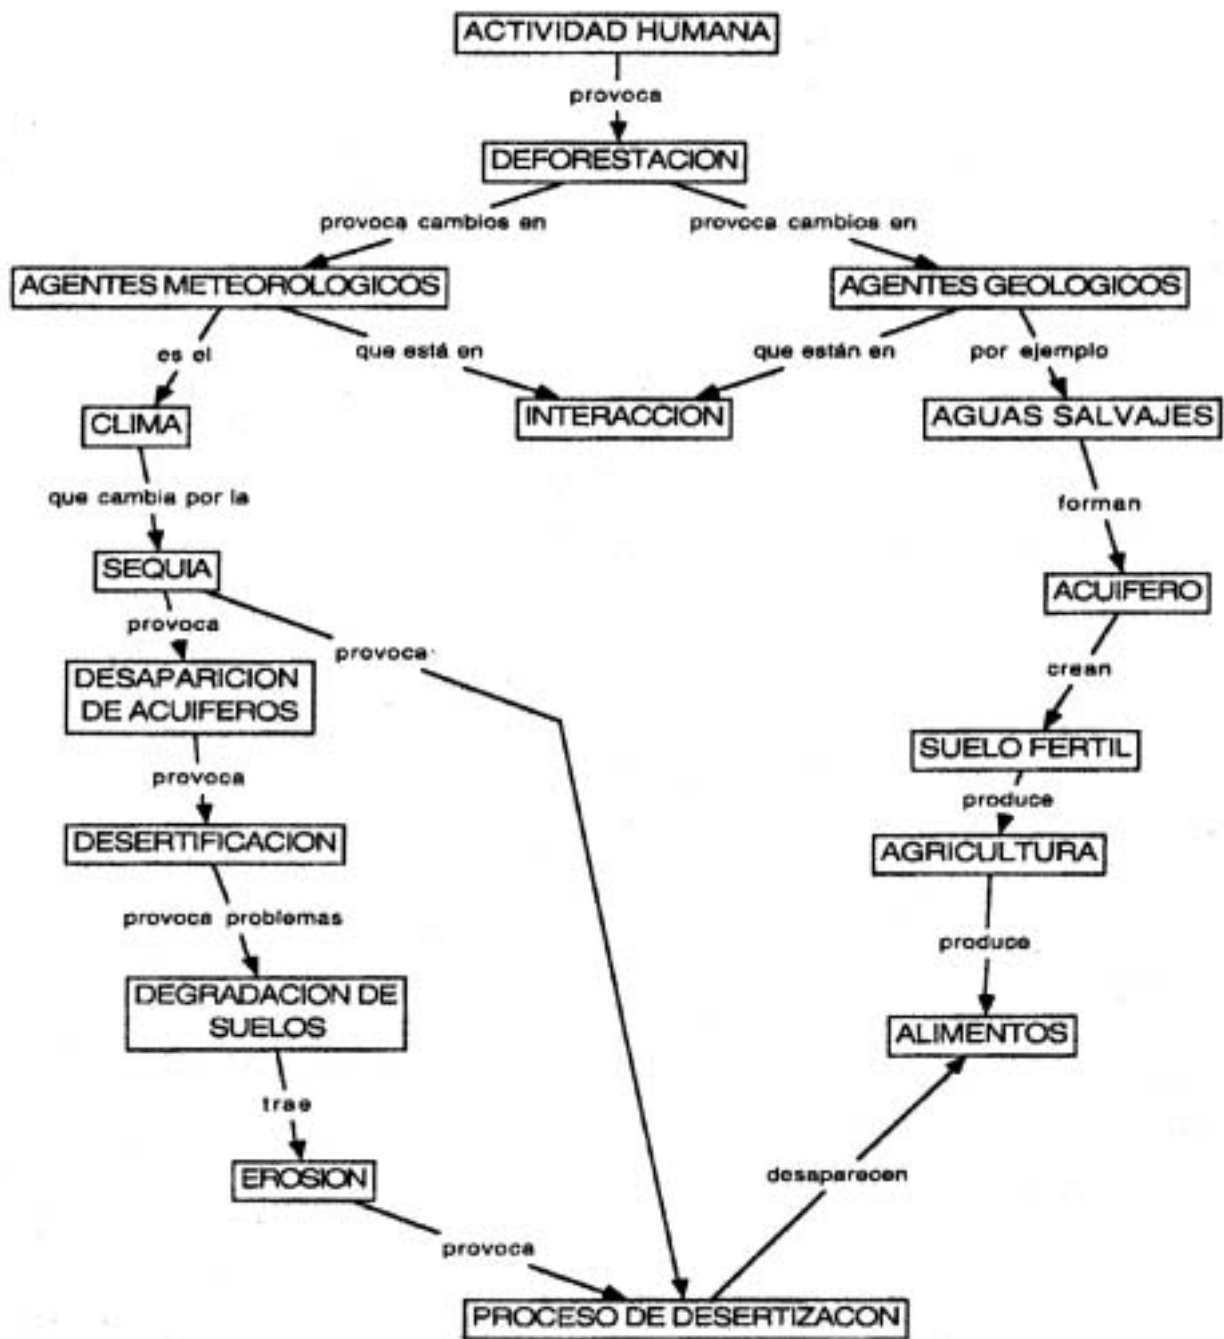 ACTIVIDAD HUMANA
provoca
DEFORESTACION
provoca cambios en
provoca cambios en
AGENTES METEOROLOGICOS
AGENTES GEOLOGICOS
es el
que está en
que están en
por ejemplo
CLIMA
INTERACCION
AGUAS SALVAJES
que cambia por la
forman
SEQUIA
ACUIFERO
provoca
provoca
crean
DESAPARICION
DE ACUIFEROS
SUELO FERTIL
provoca
produce
DESERTIFICACION
AGRICULTURA
provoca problemas
produce
DEGRADACION DE
SUELOS
ALIMENTOS
trae
EROSION
desaparecen
provoca
PROCESO DE DESERTIZACON